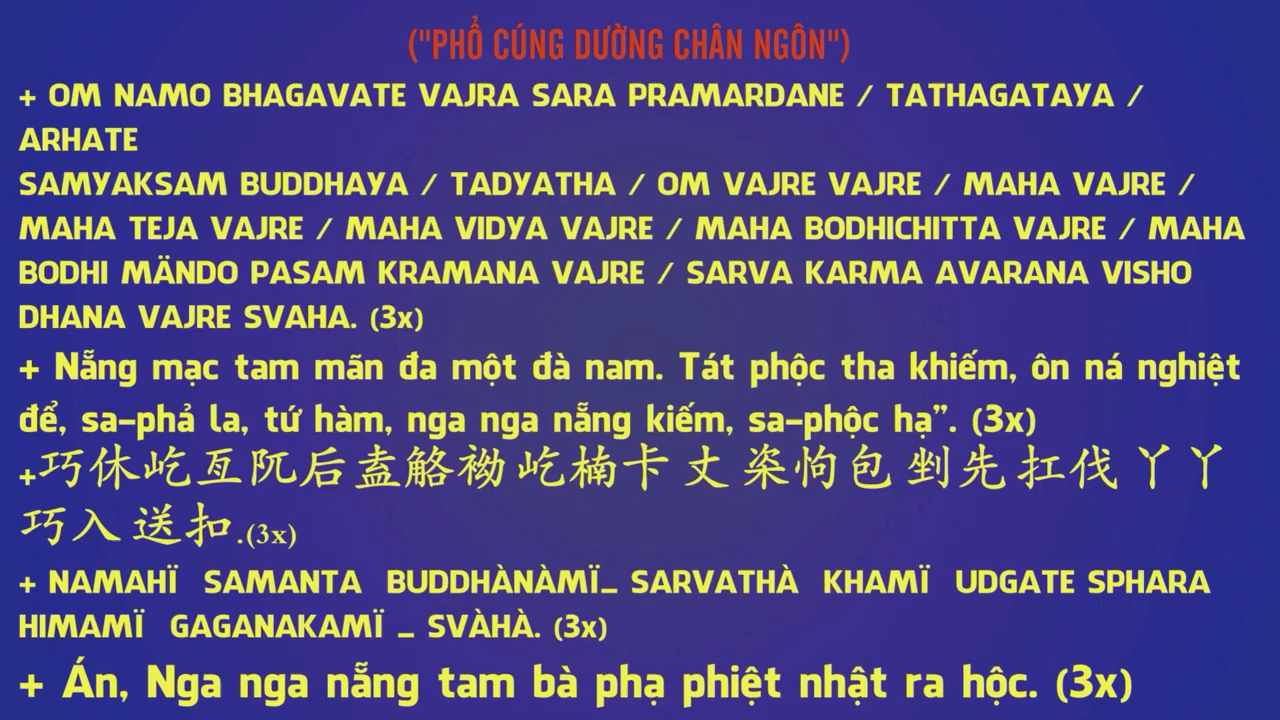 ("PHỔ CÚNG DƯỜNG CHÂN NGÔN")
+ OM NAMO BHAGAVATE VAJRA SARA PRAMARDANE / TATHAGATAYA /
ARHATE
SAMYAKSAM BUDDHAYA / TADYATHA / OM VAJRE VAJRE / MAHA VAJRE /
MAHA TEJA VAJRE / MAHA VIDYA VAJRE / MAHA BODHICHITTA VAJRE / MAHA
BODHI MÄNDO PASAM KRAMANA VAJRE / SARVA KARMA AVARANA VISHO
DHANA VAJRE SVAHA. (3x)
+ Nẵng mạc tam mãn đa một đà nam. Tát phộc tha khiếm, ôn ná nghiệt
để, sa-phả la, tứ hàm, nga nga nẵng kiếm, sa-phộc hạ”. (3x)
+巧休屹亙阢后盍觡袎屹楠卡丈栥恦包剉先扛伐丫丫
巧入送扣.(3x)
+ NAMAHÏ SAMANTA BUDDHÀNÀMÏ_ SARVATHÀ KHAMÏ UDGATE SPHARA
HIMAMÏ GAGANAKAMÏ _ SVÀHÀ. (3x)
+ Án, Nga nga nẵng tam bà phạ phiệt nhật ra hộc. (3x)